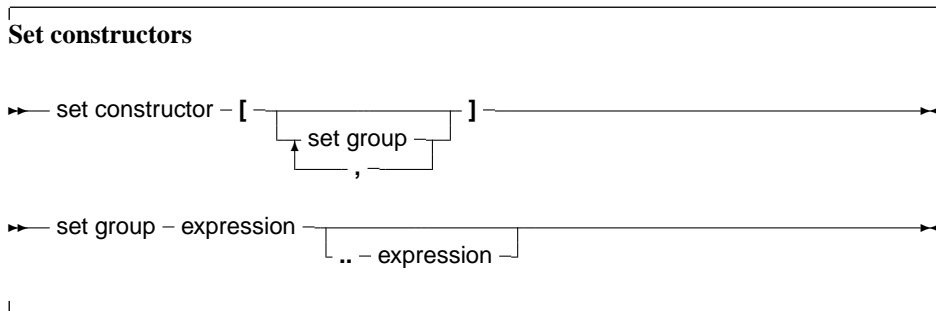 Set constructors
set constructor – [ ]
set group
,
set group – expression
.. – expression